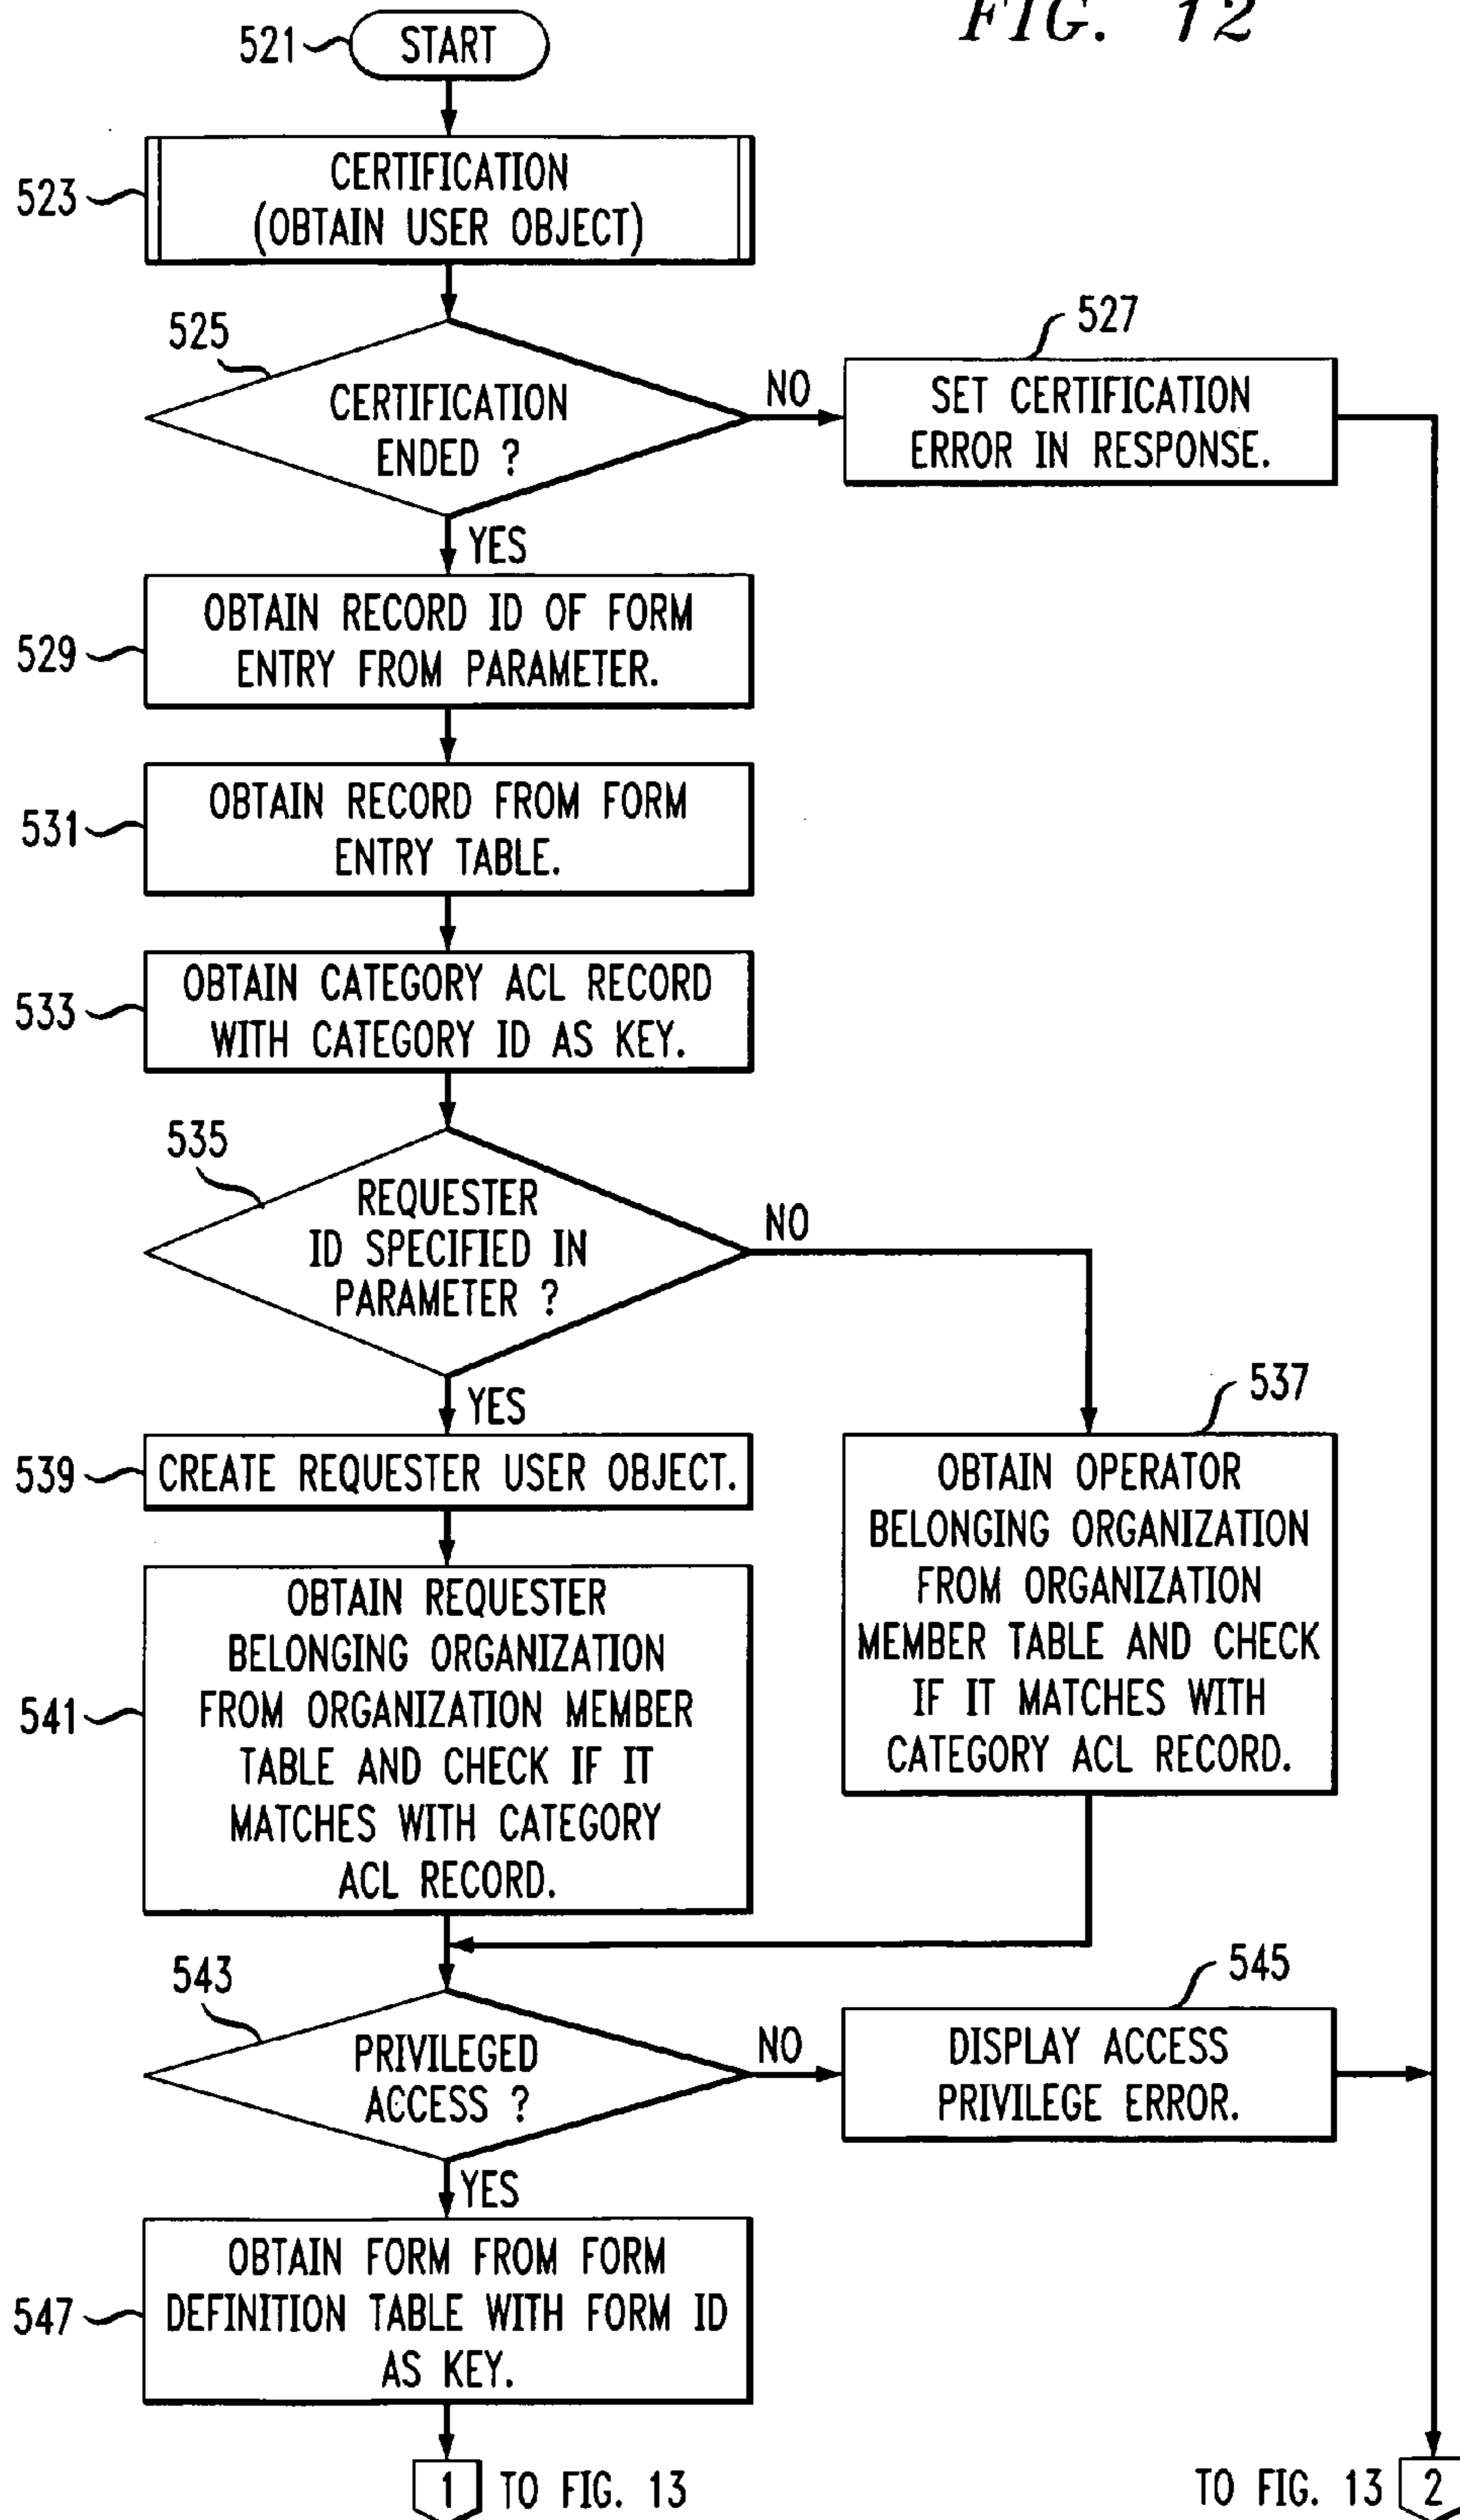 FIG. 12
521
START
523
CERTIFICATION
(OBTAIN USER OBJECT)
525
CERTIFICATION
ENDED ?
NO
527
SET CERTIFICATION
ERROR IN RESPONSE.
YES
529
OBTAIN RECORD ID OF FORM
ENTRY FROM PARAMETER.
531
OBTAIN RECORD FROM FORM
ENTRY TABLE.
533
OBTAIN CATEGORY ACL RECORD
WITH CATEGORY ID AS KEY.
535
REQUESTER
ID SPECIFIED IN
PARAMETER ?
NO
YES
537
OBTAIN OPERATOR
BELONGING ORGANIZATION
FROM ORGANIZATION
MEMBER TABLE AND CHECK
IF IT MATCHES WITH
CATEGORY ACL RECORD.
539
CREATE REQUESTER USER OBJECT.
541
OBTAIN REQUESTER
BELONGING ORGANIZATION
FROM ORGANIZATION MEMBER
TABLE AND CHECK IF IT
MATCHES WITH CATEGORY
ACL RECORD.
543
PRIVILEGED
ACCESS ?
NO
545
DISPLAY ACCESS
PRIVILEGE ERROR.
YES
547
OBTAIN FORM FROM FORM
DEFINITION TABLE WITH FORM ID
AS KEY.
1 TO FIG. 13
TO FIG. 13 2